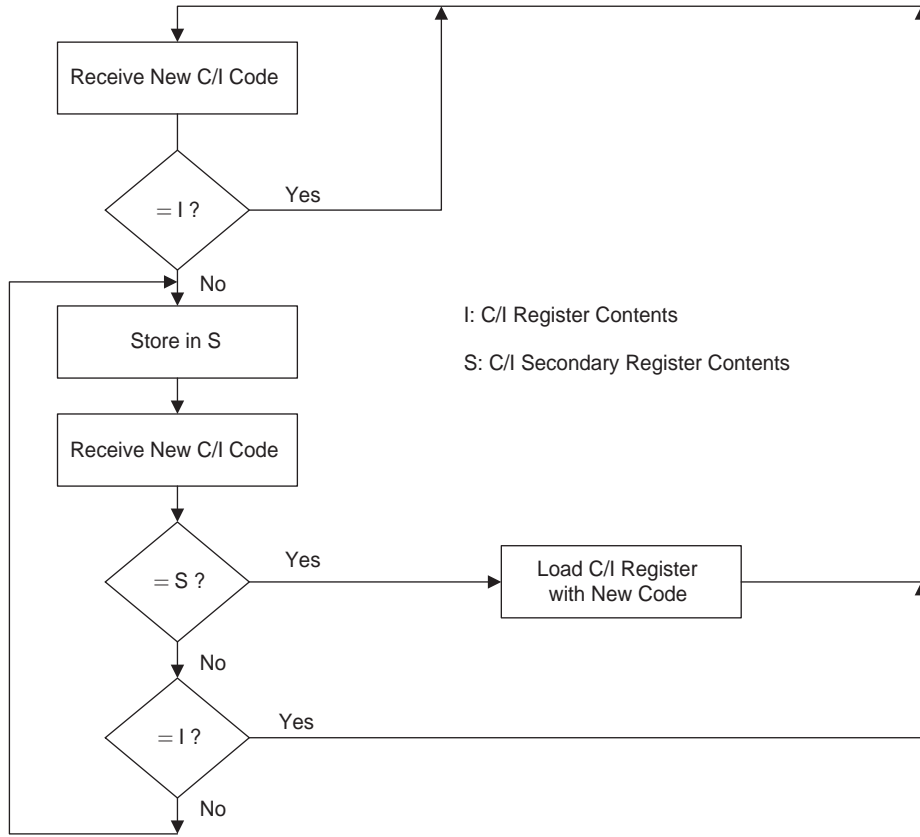 Receive New C/I Code
= I ?
Yes
No
Store in S
I: C/I Register Contents
S: C/I Secondary Register Contents
Receive New C/I Code
= S ?
Yes
Load C/I Register
with New Code
No
= I ?
Yes
No